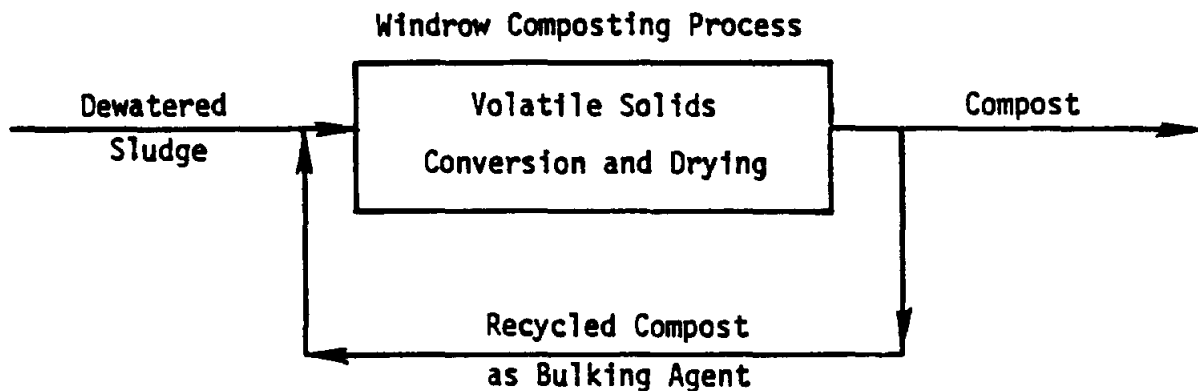 Windrow Composting Process
Dewatered
Sludge
Volatile Solids
Conversion and Drying
Compost
Recycled Compost
as Bulking Agent